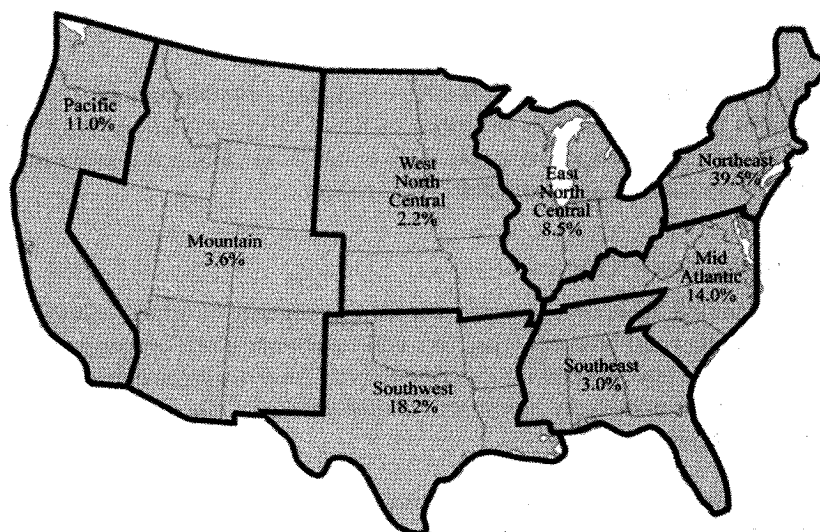 Pacific
11.0%
Mountain
3.6%
West
North
Central
2.2%
East
North
Central
8.5%
Northeast
39.5%
Mid
Atlantic
14.0%
Southwest
18.2%
Southeast
3.0%